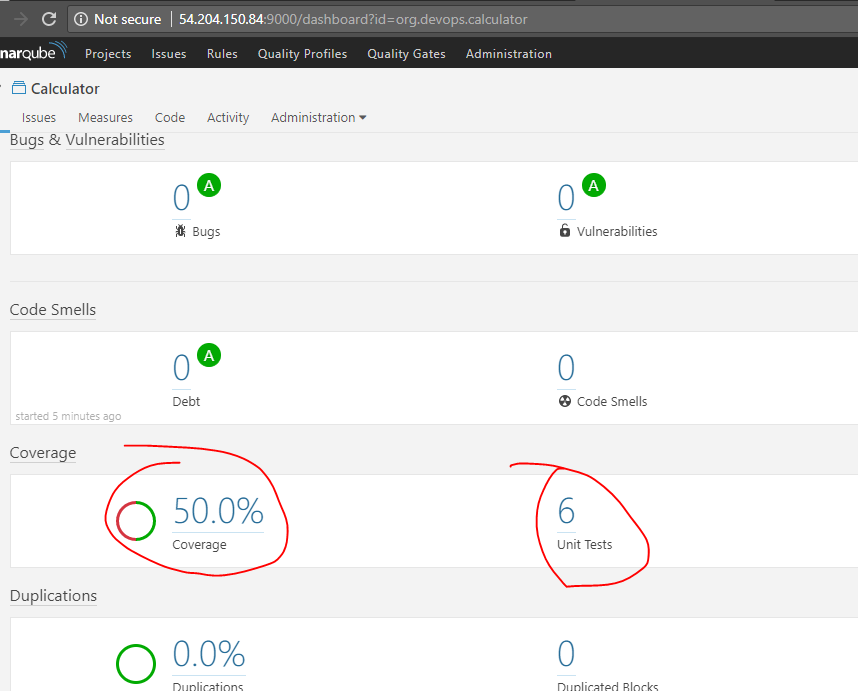 Not secure | 54.204.150.84:9000/dashboard?id=org.devops.calculator
narqube Projects Issues Rules Quality Profiles Quality Gates Administration
Calculator
Issues Measures Code Activity Administration
Bugs & Vulnerabilities
0 A 0 A
Bugs Vulnerabilities
Code Smells
0 A 0
Debt Code Smells
started 5 minutes ago
Coverage
50.0% 6
Coverage Unit Tests
Duplications
0.0% 0
Duplications Duplicated Blocks